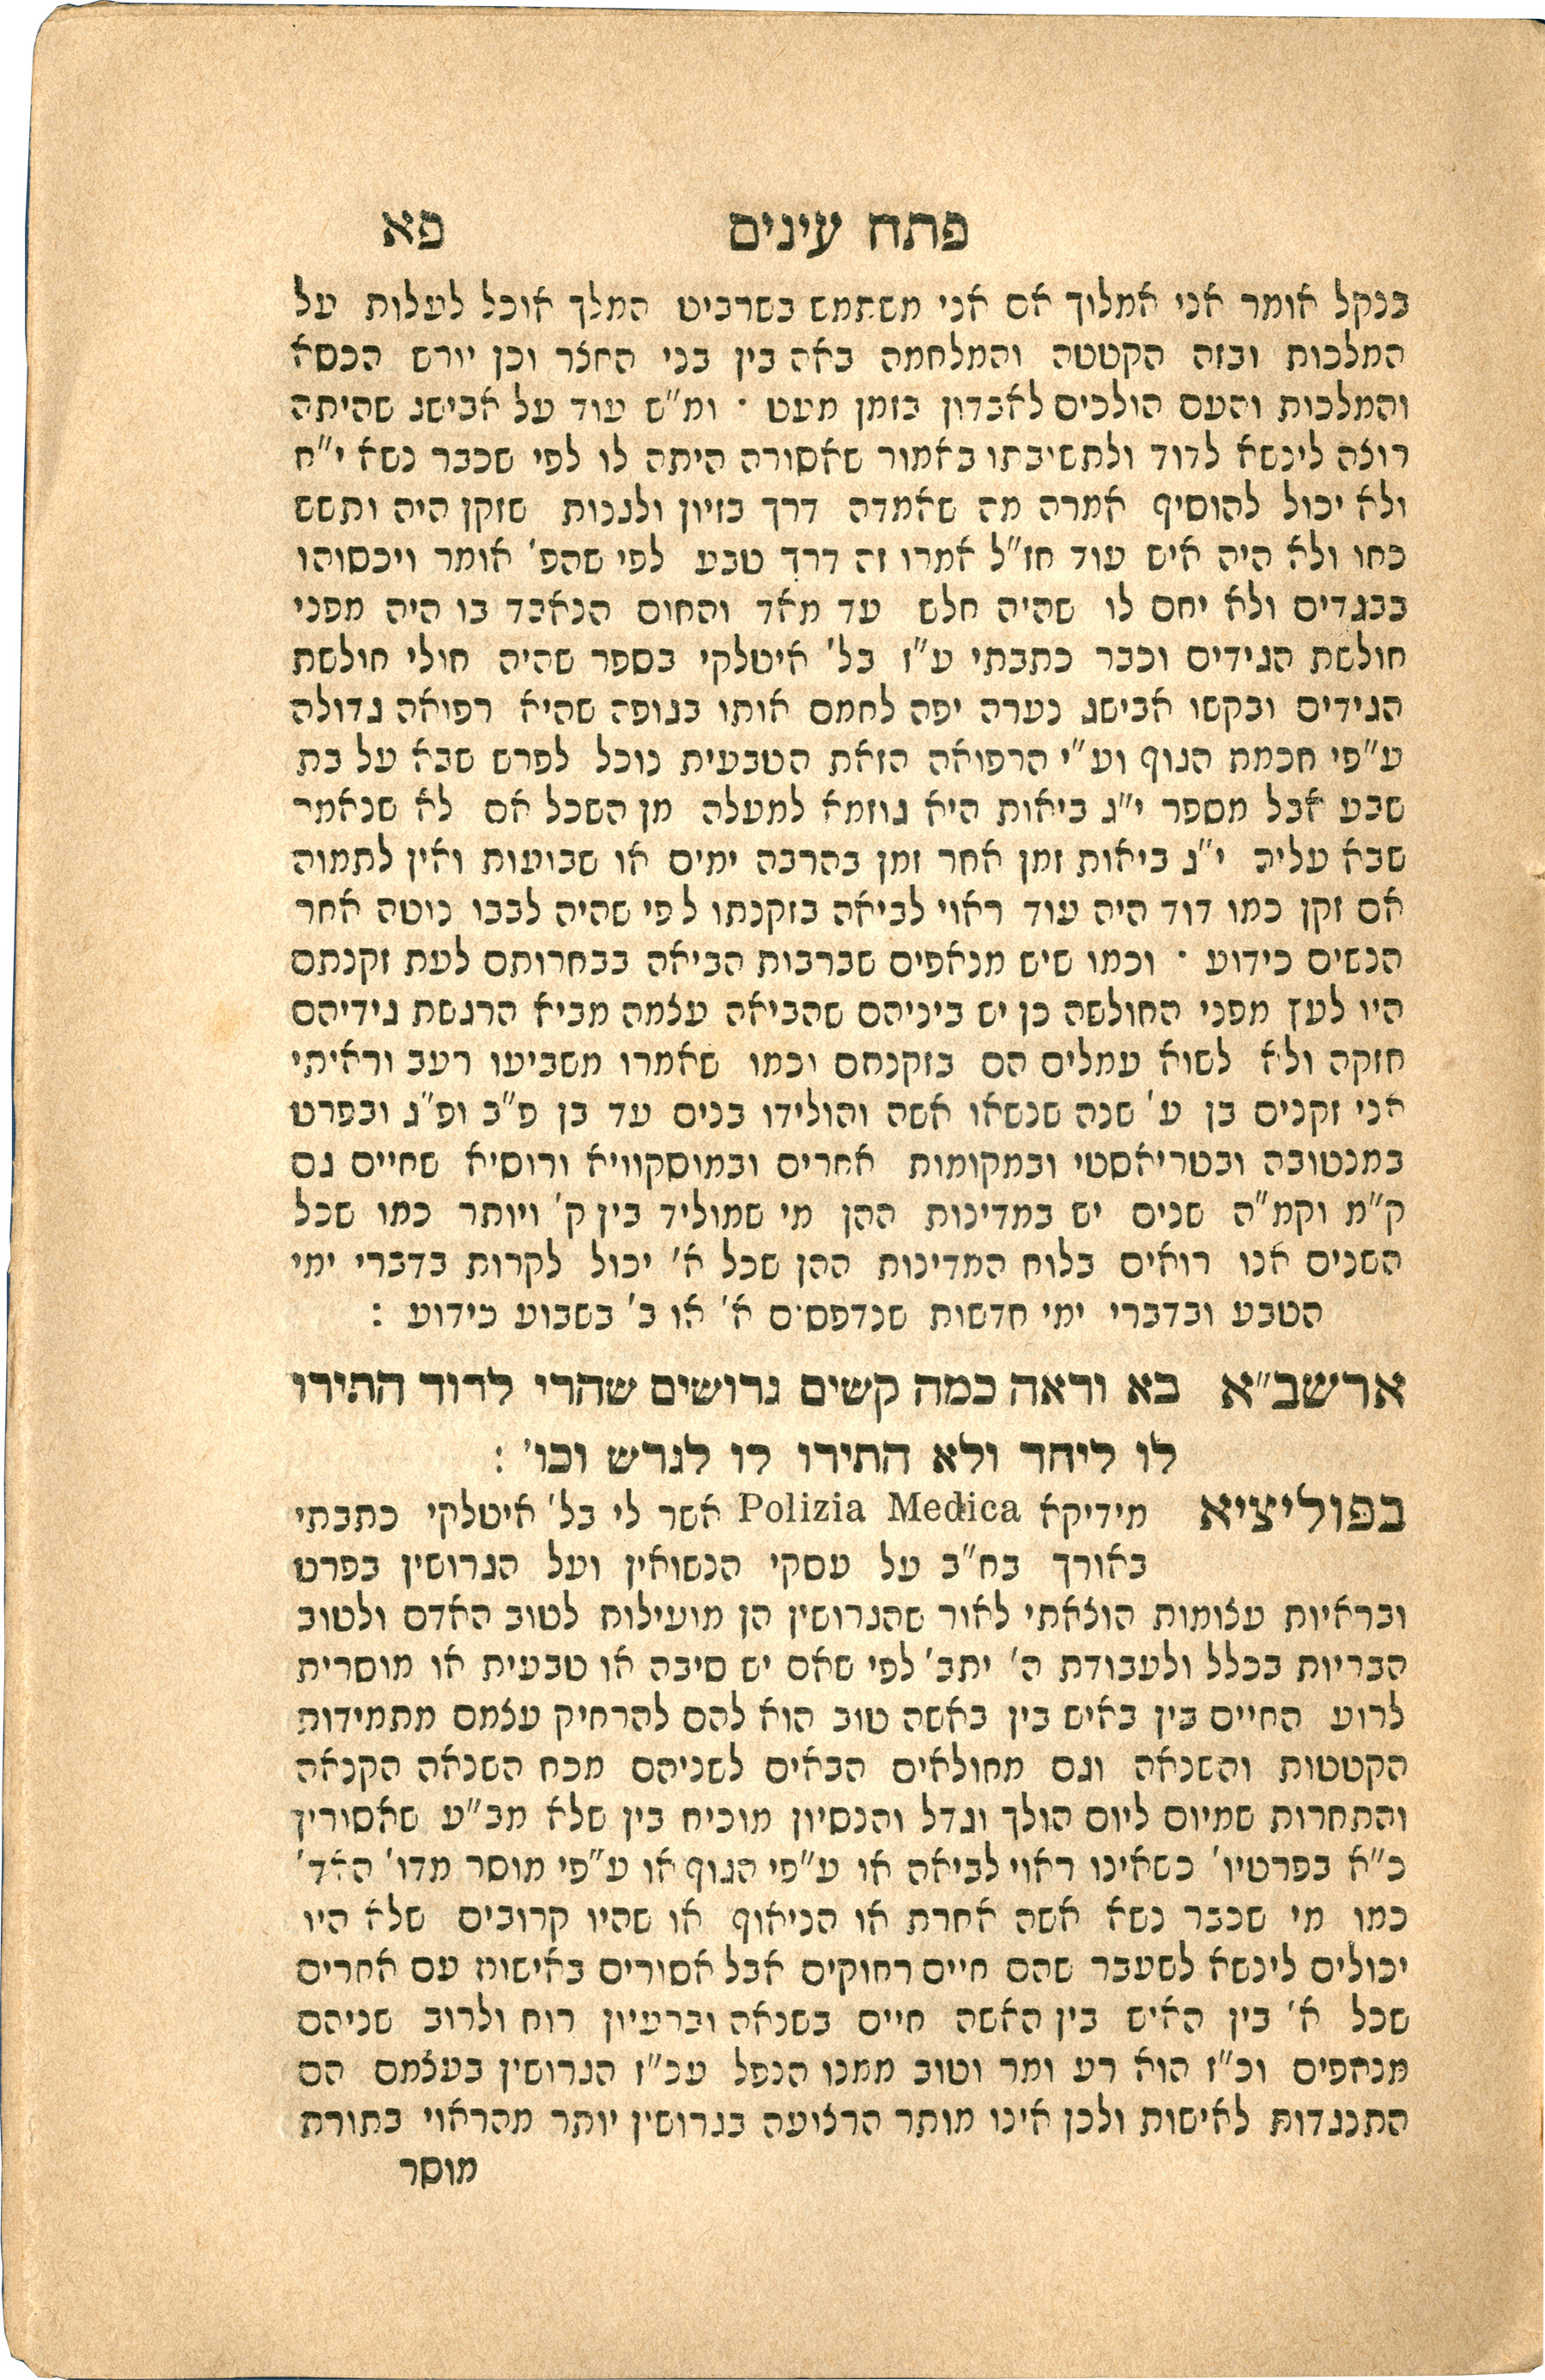 פתח עינים פא
בנקל אומר אני אמלוך אם אני משתמש בשרביט המלך אוכל לעלות על
המלכות ובזה הקטטה והמלחמה באה בין בני החצר וכן יורש הכסא
והמלכות והעם הולכים לאבדון בזמן מעט · ומ״ש עוד על אבישג שהיתה
רוצה לינשא לדוד ולתשיבתו באמור שאסורה היתה לו לפי שכבר נשא י״ח
ולא יכול להוסיף אמרה מה שאמדה דרך בזיון ולגנות שזקן היה ותשש
כחו ולא היה איש עוד חז״ל אמרו זה דרך טבע לפי שהפ׳ אומר ויכסוהו
בבגדים ולא יחם לו שהיה חלש עד מאד והחום הנאבד בו היה מפני
חולשת הגידים וכבר כתבתי ע״ז בל׳ איטלקי בספר שהיה חולי חולשת
הגידים ובקשו אבישג נערה יפה לחמם אותו בגופה שהיא רפואה גדולה
ע״פי חכמת הגוף וע״י הרפואה הזאת הטבעית נוכל לפרש שבא על בת
שבע אבל מספר י״ג ביאות היא גוזמא למעלה מן השכל אם לא שנאמר
שבא עליה י״ג ביאות זמן אחר זמן בהרבה ימים או שבועות ואין לתמוה
אם זקן כמו דוד היה עוד ראוי לביאה בזקנתו לפי שהיה לבבו נוטה אחר
הנשים כידוע · וכמו שיש מנאפים שברבות הביאה בבחרותם לעת זקנתם
היו לעץ מפני החולשה כן יש ביניהם שהביאה עצמה מביא הרגשת גידיהם
חזקה ולא לשוא עמלים הם בזקנתם וכמו שאמרו משביעו רעב וראיתי
אני זקנים בן ע׳ שנה שנשאו אשה והולידו בנים עד בן פ״ב ופ״ג ובפרט
במנטובה ובטריאסטי ובמקומות אחרים ובמוסקוויא ורוסיא שחיים גם
ק״מ וקמ״ה שנים יש במדינות ההן מי שמוליד בין ק׳ ויותר כמו שכל
השנים אנו רואים בלוח המדינות ההן שכל א׳ יכול לקרות בדברי ימי
הטבע ובדברי ימי חדשות שנדפסים א׳ או ב׳ בשבוע כידוע :
ארשב״א בא וראה כמה קשים גרושים שהרי לדוד התירו
לו ליחד ולא התירו לו לגרש וכו׳ :
בפוליציא מידיקא Polizia Medica אשר לי בל׳ איטלקי כתבתי
באורך בח״ב על עסקי הנשואין ועל הגרושין בפרט
ובראיות עצומות הוצאתי לאור שהגרושין הן מועילות לטוב האדם ולטוב
הבריות בכלל ולעבודת ה׳ יתב׳ לפי שאם יש סיבה או טבעית או מוסרית
לרוע החיים בין באיש בין באשה טוב הוא להם להרחיק עצמם מתמידות
הקטטות והשנאה וגם מחולאים הבאים לשניהם מכח השנאה הקנאה
והתחרות שמיום ליום הולך וגדל והנסיון מוכיח בין שלא מב״ע שאסורין
כ״א בפרטיו׳ כשאינו ראוי לביאה או ע״פי הגוף או ע״פי מוסר מדו׳ האד׳
כמו מי שכבר נשא אשה אחרת או הניאוף או שהיו קרובים שלא היו
יכולים לינשא לשעבר שהם חיים רחוקים אבל אסורים באישות עם אחרים
שכל א׳ בין האיש בין האשה חיים בשנאה וברעיון רוח ולרוב שניהם
מנאפים וכ״ז הוא רע ומר וטוב ממנו הנפל עכ״ז הגרושין בעצמם הם
התנגדות לאישות ולכן אינו מותר הרצועה בגרושין יותר מהראוי בתורת
מוסר